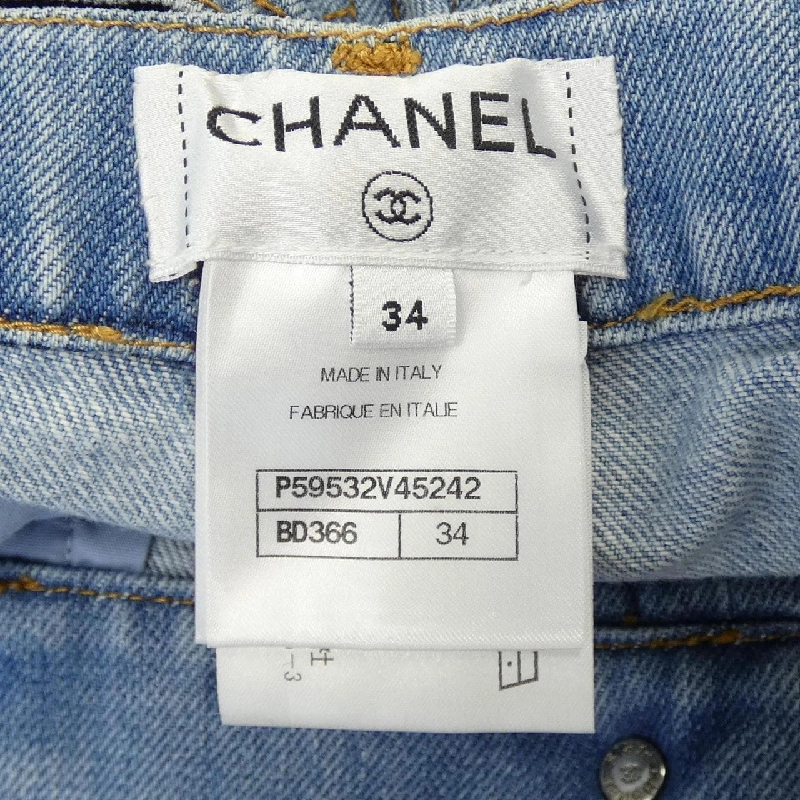 CHANEL
34
MADE IN ITALY
FABRIQUE EN ITALIE
P59532V45242
BD366 34